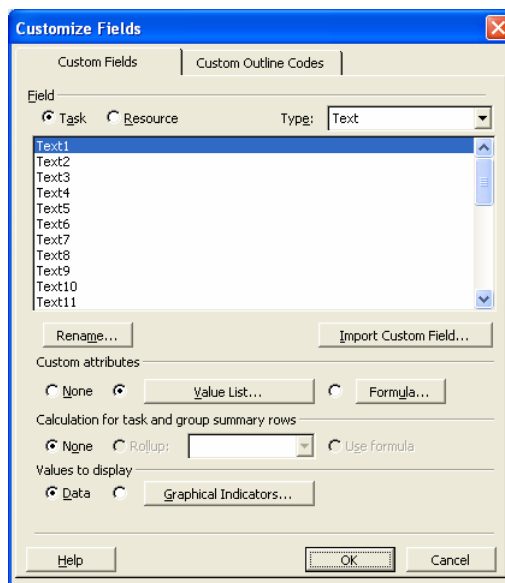 Customize Fields
Custom Fields Custom Outline Codes
Field
Task Resource Type: Text
Text1
Text2
Text3
Text4
Text5
Text6
Text7
Text8
Text9
Text10
Text11
Rename... Import Custom Field...
Custom attributes
None Value List... Formula...
Calculation for task and group summary rows
None Rollup: Use formula
Values to display
Data Graphical Indicators...
Help OK Cancel